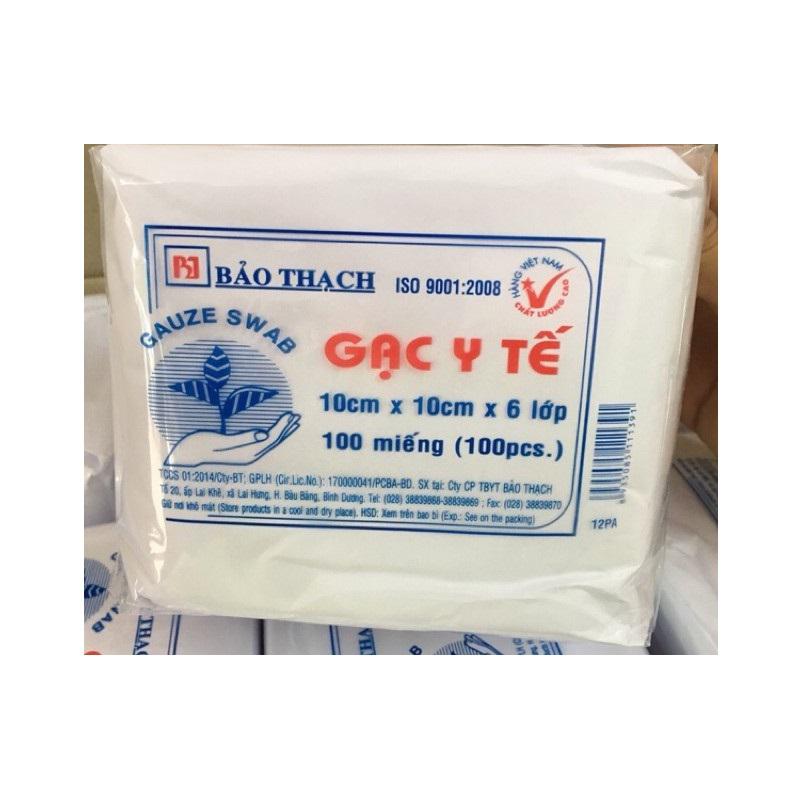 BẢO THẠCH
ISO 9001:2008
HÀNG VIỆT NAM
CHẤT LƯỢNG CAO
GAUZE SWAB
GẠC Y TẾ
10cm x 10cm x 6 lớp
100 miếng (100pcs.)
TCCS 01:2014/Cty-BT; GPLH (Cir.Lic.No.): 170000041/PCBA-BD. SX tại: Cty CP TBYT BẢO THẠCH
Tổ 20, ấp Lai Khê, xã Lai Hưng, H. Bàu Bàng, Bình Dương. Tel: (028) 38839868-38839869 ; Fax: (028) 38839870
Giữ nơi khô mát (Store products in a cool and dry place). HSD: Xem trên bao bì (Exp.: See on the packing)
12PA
SWAB
THẠCH